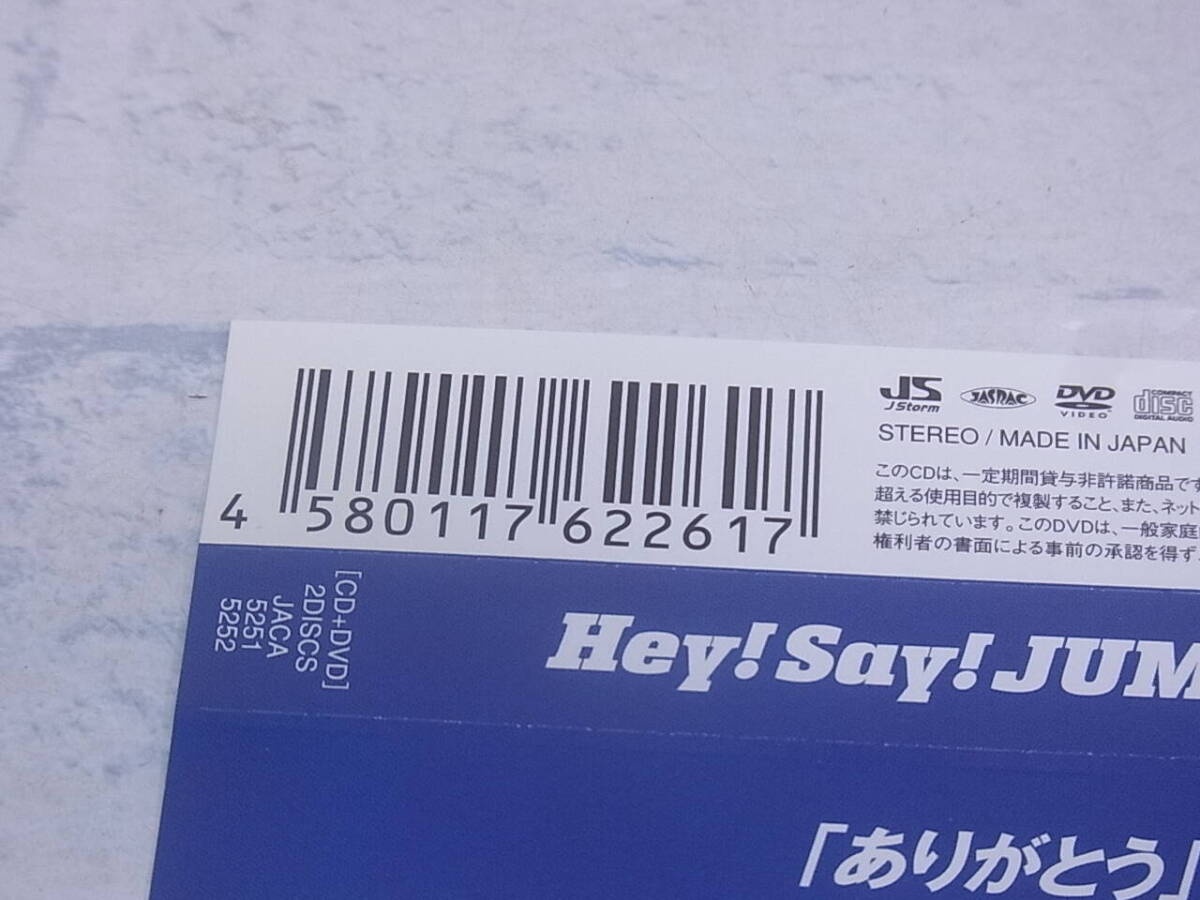 4 580117 622617
JS
J Storm
JASRAC
DVD
VIDEO
COMPACT
disc
DIGITAL AUDIO
STEREO / MADE IN JAPAN
このCDは、一定期間貸与非許諾商品です
超える使用目的で複製すること、また、ネット
禁じられています。このDVDは、一般家庭
権利者の書面による事前の承認を得ず、
[CD+DVD]
2DISCS
JACA
5251
5252
Hey! Say! JUM
「ありがとう」